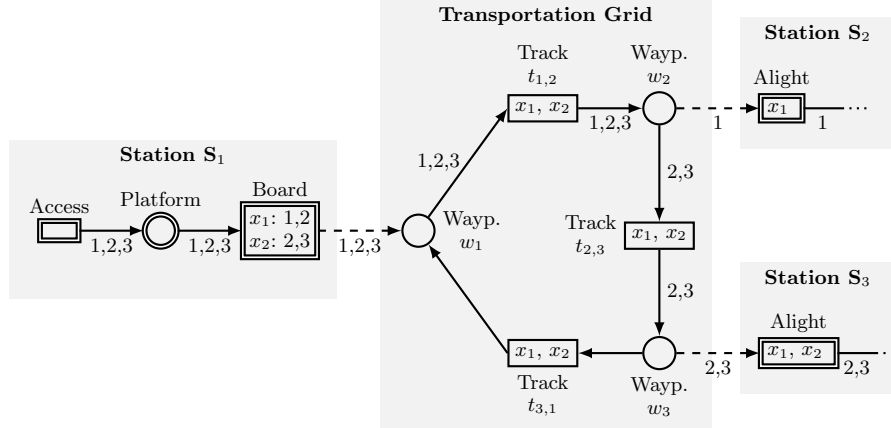 Transportation Grid
Station S₂
Track
t₁,₂
Wayp.
w₂
Alight
x₁, x₂
x₁
1,2,3
1
1
...
Station S₁
1,2,3
2,3
Access
Platform
Board
x₁: 1,2
x₂: 2,3
1,2,3
1,2,3
1,2,3
Wayp.
w₁
Track
t₂,₃
x₁, x₂
Station S₃
2,3
Alight
x₁, x₂
x₁, x₂
2,3
2,3
Track
t₃,₁
Wayp.
w₃